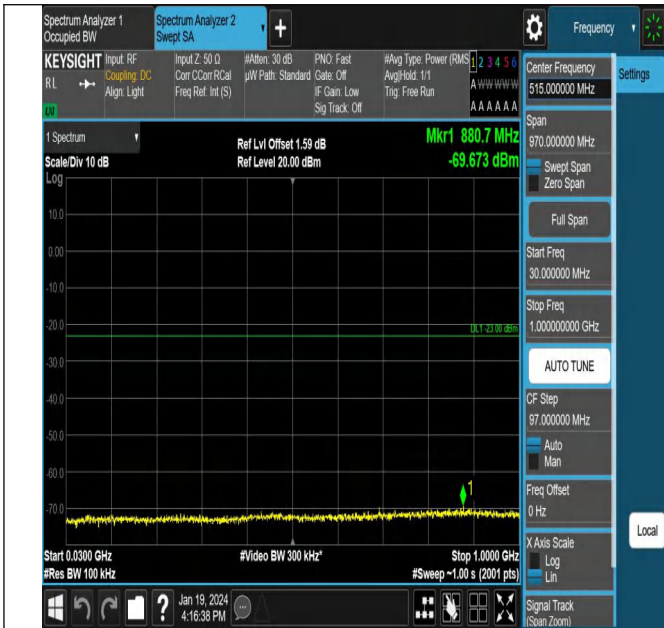 Spectrum Analyzer 1
Occupied BW
Spectrum Analyzer 2
Swept SA
+
Frequency
KEYSIGHT
RL
LXI
Input: RF
Coupling: DC
Align: Light
Input Z: 50 Ω
Corr CCorr RCal
Freq Ref: Int (S)
#Atten: 30 dB
µW Path: Standard
PNO: Fast
Gate: Off
IF Gain: Low
Sig Track: Off
#Avg Type: Power (RMS
Avg|Hold: 1/1
Trig: Free Run
1 2 3 4 5 6
A W W W W W
A A A A A A
Center Frequency
515.000000 MHz
Settings
Span
970.000000 MHz
Swept Span
Zero Span
Full Span
Start Freq
30.000000 MHz
Stop Freq
1.000000000 GHz
AUTO TUNE
CF Step
97.000000 MHz
Auto
Man
Freq Offset
0 Hz
X Axis Scale
Log
Lin
Signal Track
(Span Zoom)
Local
1 Spectrum
Scale/Div 10 dB
Log
Ref Lvl Offset 1.59 dB
Ref Level 20.00 dBm
Mkr1 880.7 MHz
-69.673 dBm
10.0
0.00
-10.0
-20.0
DL1 -23.00 dBm
-30.0
-40.0
-50.0
-60.0
1
-70.0
Start 0.0300 GHz
#Video BW 300 kHz*
Stop 1.0000 GHz
#Res BW 100 kHz
#Sweep ~1.00 s (2001 pts)
?
Jan 19, 2024
4:16:38 PM